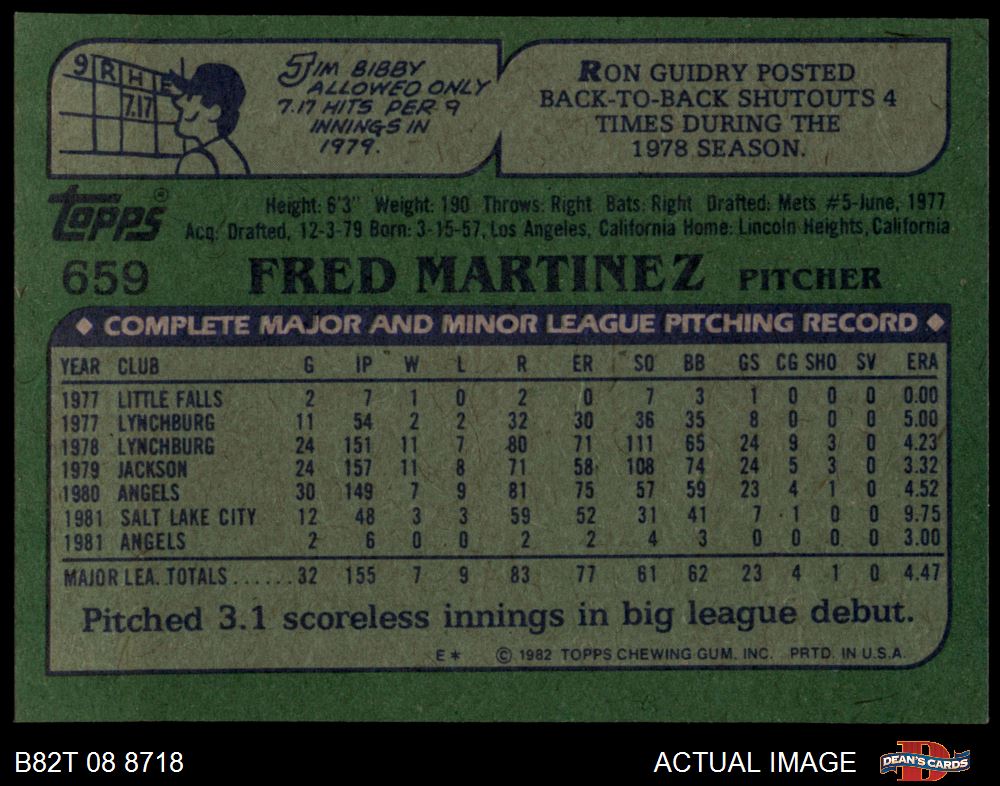 9 R H E
7.17
JIM BIBBY
ALLOWED ONLY
7.17 HITS PER 9
INNINGS IN
1979.
RON GUIDRY POSTED
BACK-TO-BACK SHUTOUTS 4
TIMES DURING THE
1978 SEASON.
TOPPS®
Height: 6'3" Weight: 190 Throws: Right Bats: Right Drafted: Mets #5-June, 1977
Acq: Drafted, 12-3-79 Born: 3-15-57, Los Angeles, California Home: Lincoln Heights, California
659 FRED MARTINEZ PITCHER
◆ COMPLETE MAJOR AND MINOR LEAGUE PITCHING RECORD ◆
YEAR CLUB G IP W L R ER SO BB GS CG SHO SV ERA
1977 LITTLE FALLS 2 7 1 0 2 0 7 3 1 0 0 0 0.00
1977 LYNCHBURG 11 54 2 2 32 30 36 35 8 0 0 0 5.00
1978 LYNCHBURG 24 151 11 7 80 71 111 65 24 9 3 0 4.23
1979 JACKSON 24 157 11 8 71 58 108 74 24 5 3 0 3.32
1980 ANGELS 30 149 7 9 81 75 57 59 23 4 1 0 4.52
1981 SALT LAKE CITY 12 48 3 3 59 52 31 41 7 1 0 0 9.75
1981 ANGELS 2 6 0 0 2 2 4 3 0 0 0 0 3.00
MAJOR LEA. TOTALS......32 155 7 9 83 77 61 62 23 4 1 0 4.47
Pitched 3.1 scoreless innings in big league debut.
E* © 1982 TOPPS CHEWING GUM, INC. PRTD. IN U.S.A.
B82T 08 8718 ACTUAL IMAGE DEAN'S CARDS